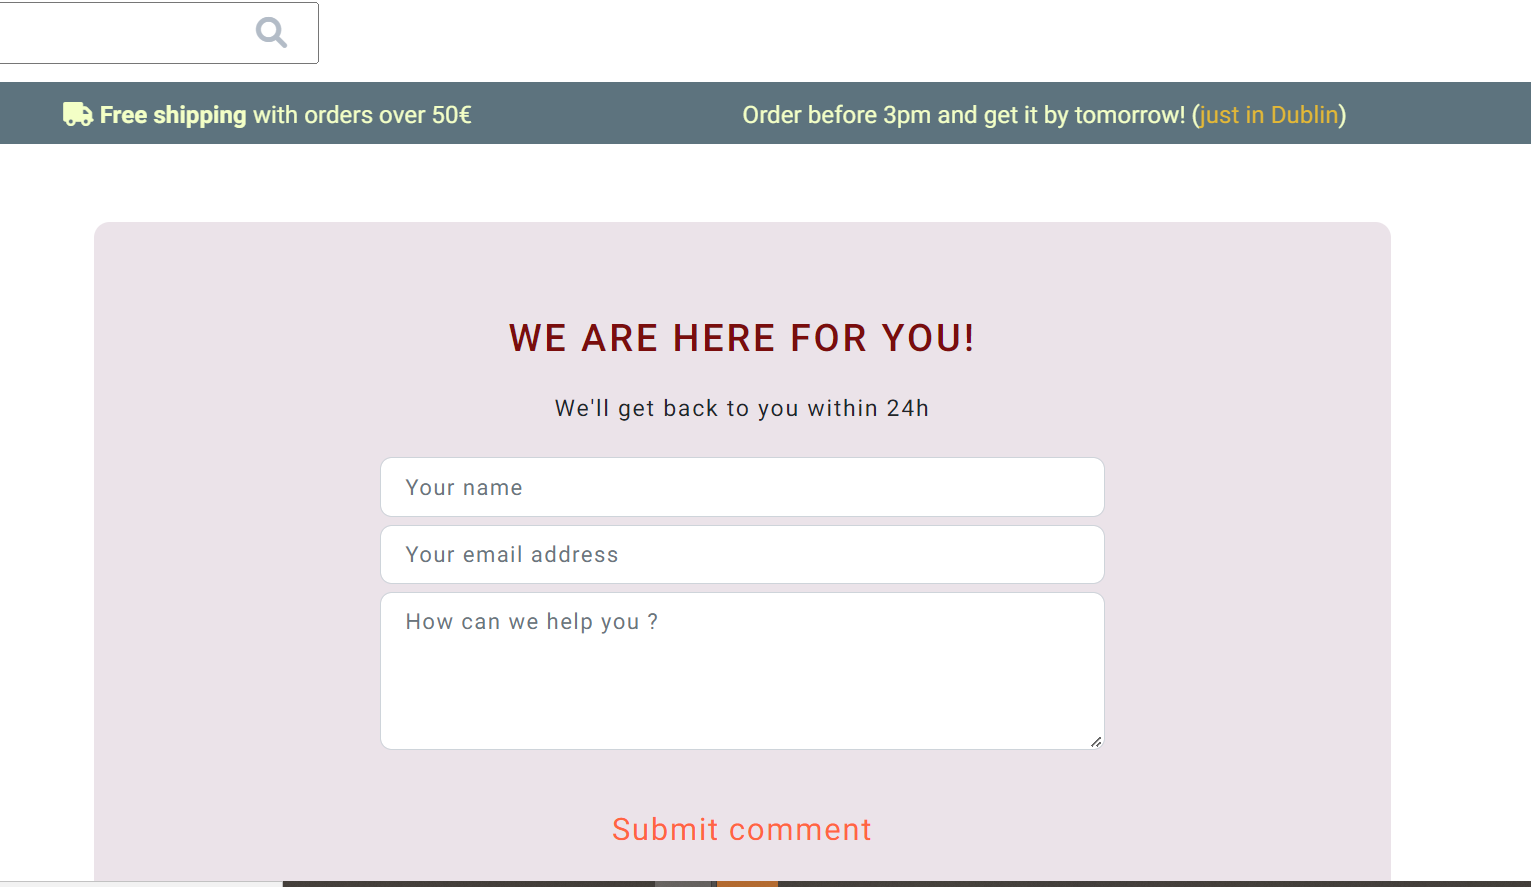 Free shipping with orders over 50€
Order before 3pm and get it by tomorrow! (just in Dublin)
WE ARE HERE FOR YOU!
We'll get back to you within 24h
Your name
Your email address
How can we help you ?
Submit comment